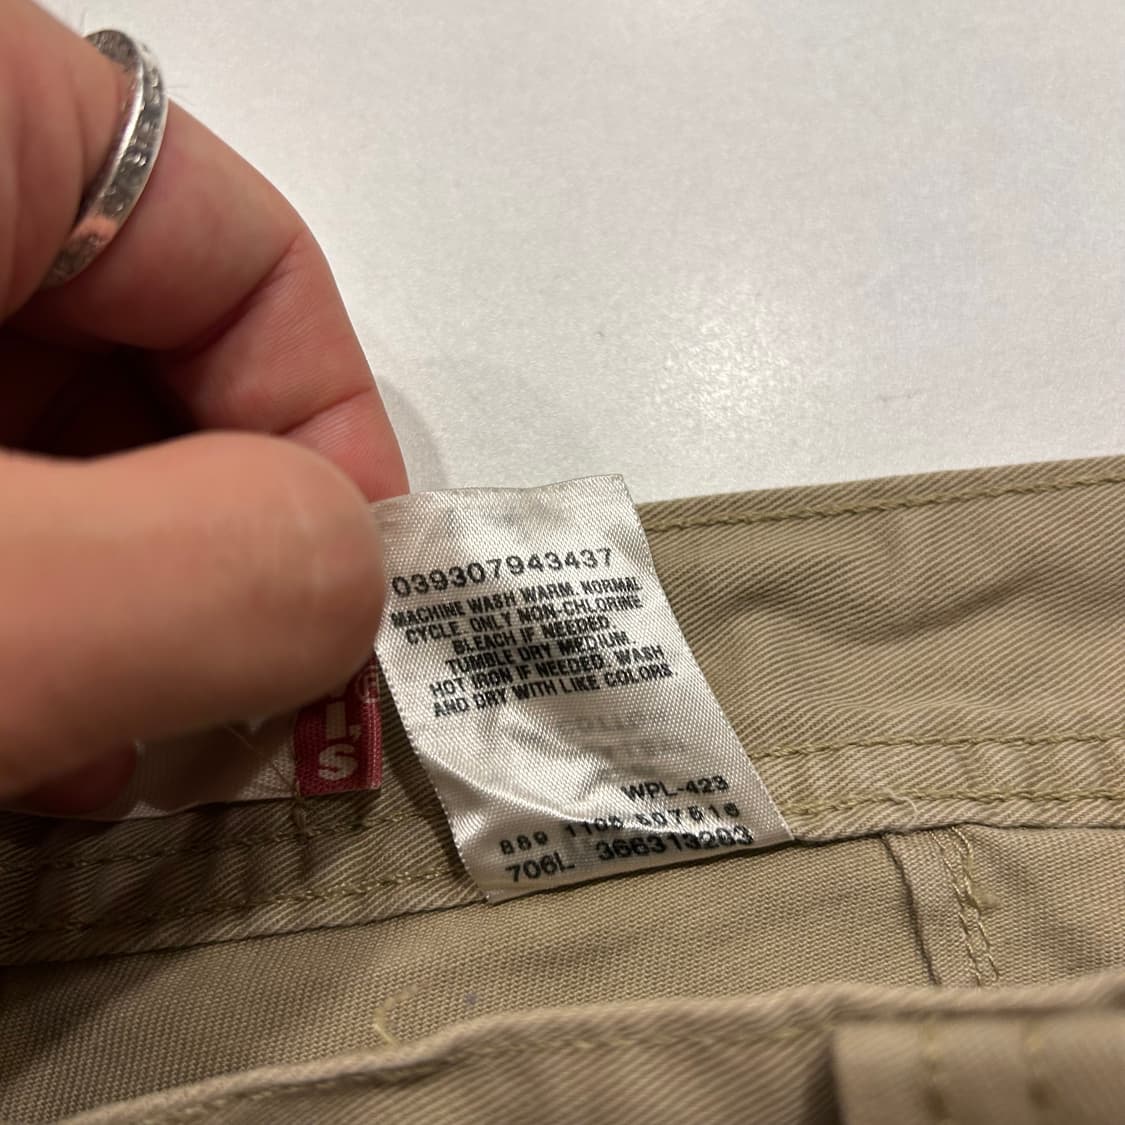 039307943437
MACHINE WASH WARM. NORMAL
CYCLE. ONLY NON-CHLORINE
BLEACH IF NEEDED.
TUMBLE DRY MEDIUM.
HOT IRON IF NEEDED. WASH
AND DRY WITH LIKE COLORS
WPL-423
706L 366313203
'S
®